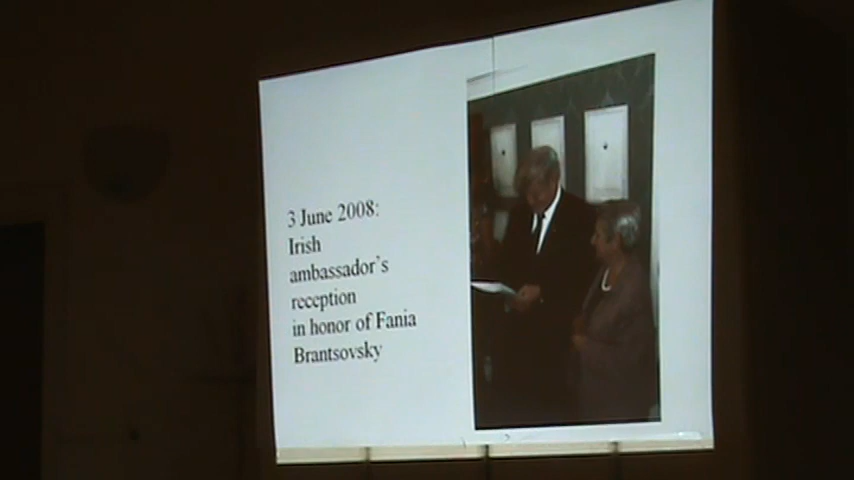 3 June 2008:
Irish
ambassador's
reception
in honor of Fania
Brantsovsky